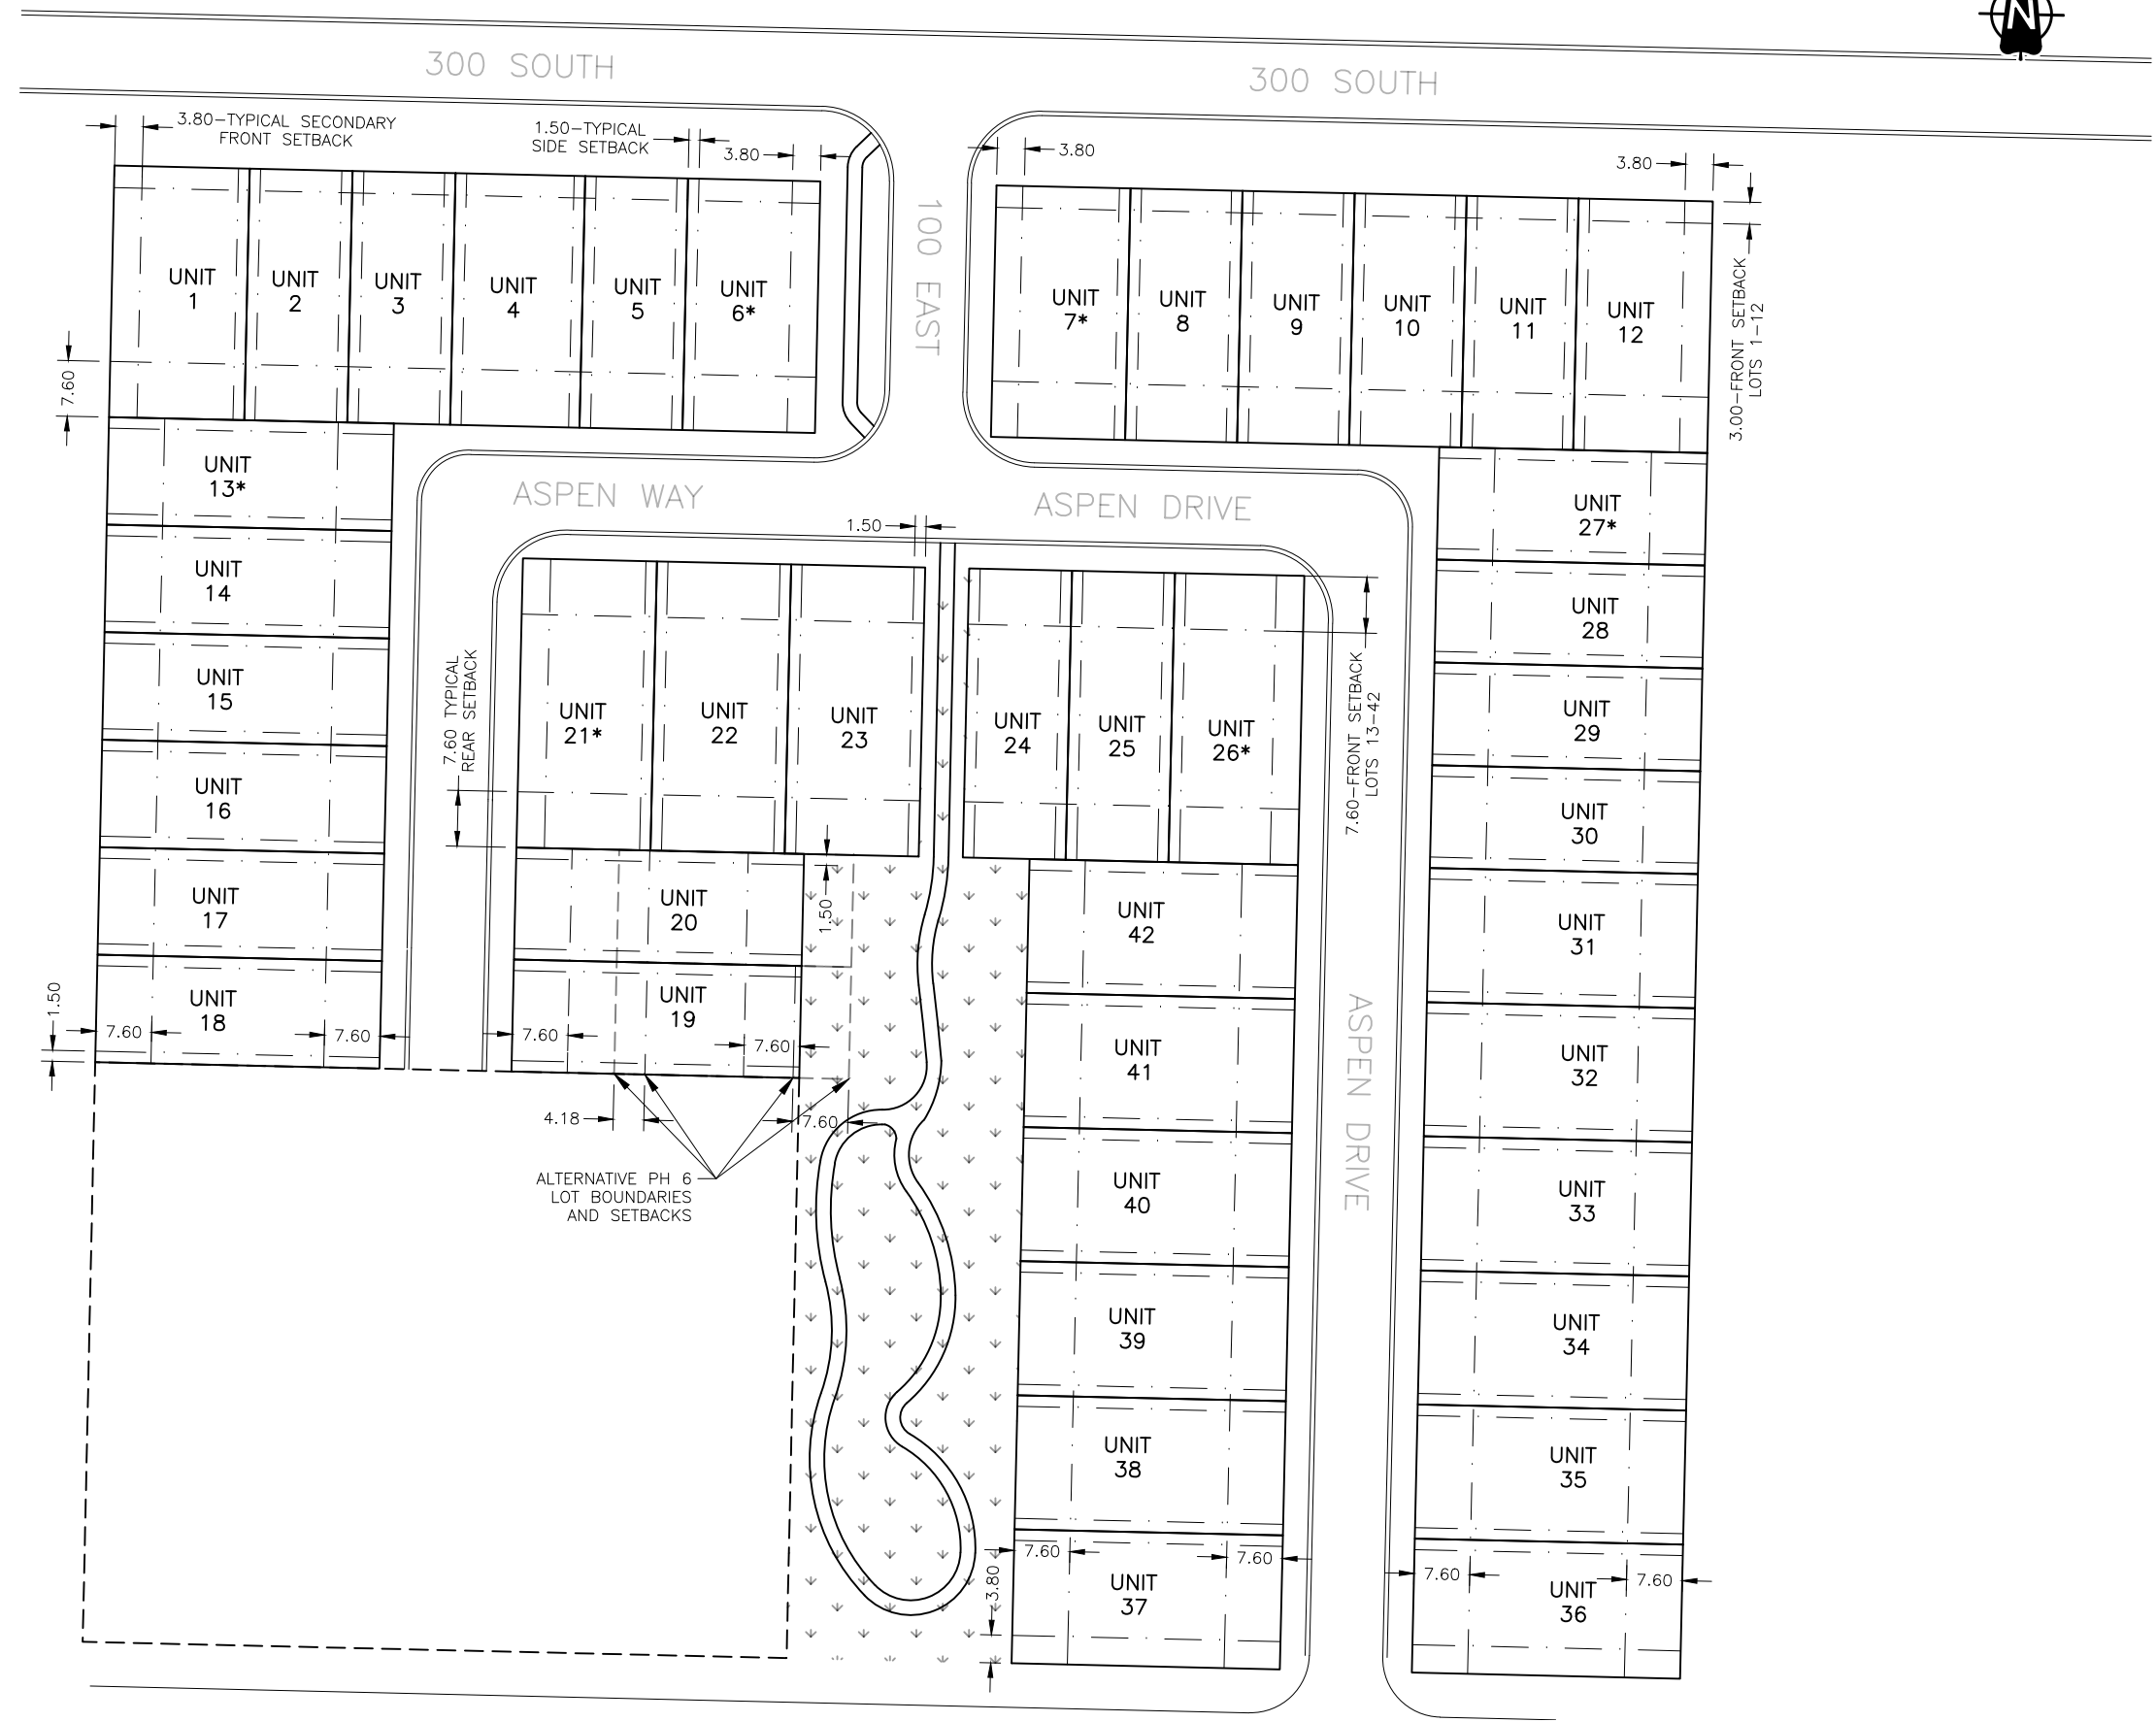 N
300 SOUTH
300 SOUTH
3.80-TYPICAL SECONDARY
FRONT SETBACK
1.50-TYPICAL
SIDE SETBACK
3.80
3.80
3.80
100 EAST
3.00-FRONT SETBACK
LOTS 1-12
UNIT
1
UNIT
2
UNIT
3
UNIT
4
UNIT
5
UNIT
6*
UNIT
7*
UNIT
8
UNIT
9
UNIT
10
UNIT
11
UNIT
12
7.60
UNIT
13*
ASPEN WAY
ASPEN DRIVE
1.50
UNIT
27*
UNIT
14
UNIT
28
UNIT
15
7.60 TYPICAL
REAR SETBACK
UNIT
21*
UNIT
22
UNIT
23
UNIT
24
UNIT
25
UNIT
26*
7.60-FRONT SETBACK
LOTS 13-42
UNIT
29
UNIT
16
UNIT
30
UNIT
17
UNIT
20
1.50
UNIT
42
UNIT
31
1.50
UNIT
18
7.60
7.60
7.60
UNIT
19
7.60
UNIT
41
ASPEN DRIVE
UNIT
32
4.18
7.60
ALTERNATIVE PH 6
LOT BOUNDARIES
AND SETBACKS
UNIT
40
UNIT
33
UNIT
39
UNIT
34
UNIT
38
UNIT
35
7.60
7.60
3.80
UNIT
37
7.60
UNIT
36
7.60